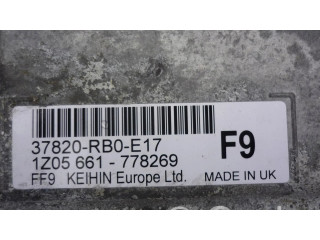 37820-RB0-E17
F9
1Z05 661 - 778269
FF9 KEIHIN Europe Ltd. MADE IN UK